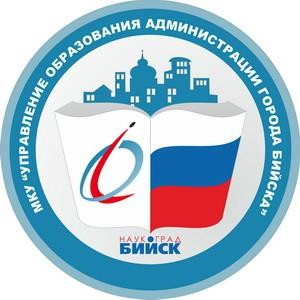 МКУ "УПРАВЛЕНИЕ ОБРАЗОВАНИЯ АДМИНИСТРАЦИИ ГОРОДА БИЙСКА"
НАУКОГРАД
БИЙСК